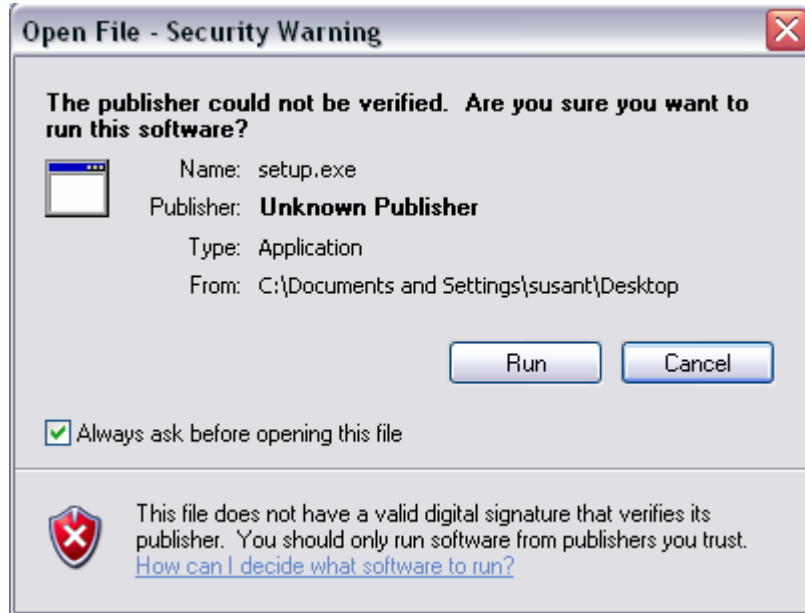 Open File - Security Warning
The publisher could not be verified.  Are you sure you want to
run this software?
Name: setup.exe
Publisher: Unknown Publisher
Type: Application
From: C:\Documents and Settings\susant\Desktop
Run Cancel
Always ask before opening this file
This file does not have a valid digital signature that verifies its
publisher.  You should only run software from publishers you trust.
How can I decide what software to run?